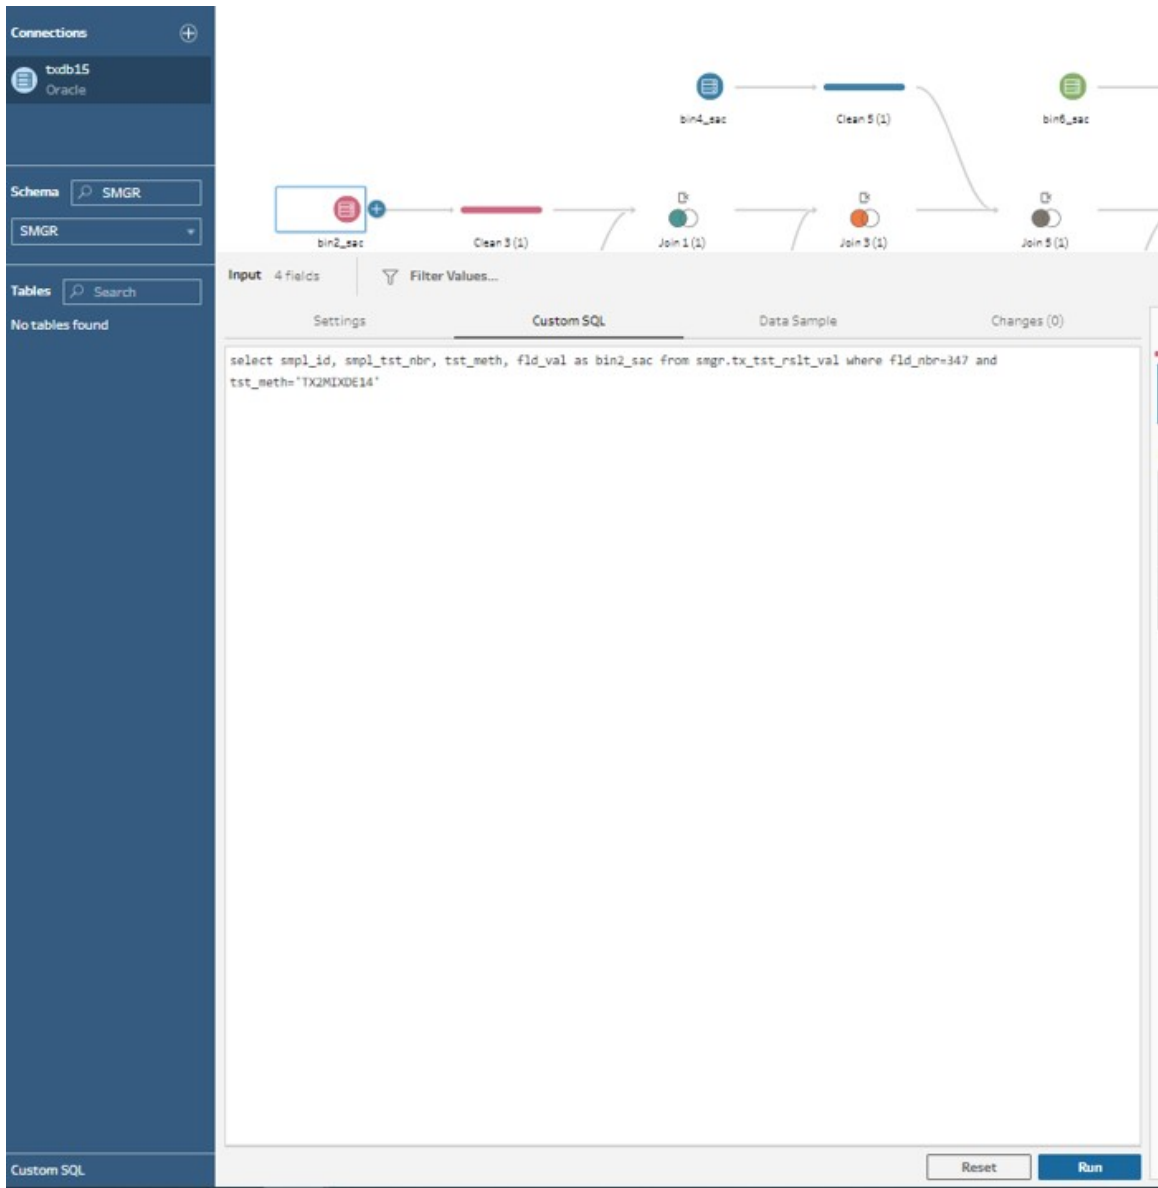 Connections
txdb15
Oracle
Schema SMGR
SMGR
Tables Search
No tables found
Custom SQL
bin4_sac Clean 5 (1) bin6_sac
bin2_sac Clean 3 (1) Join 1 (1) Join 3 (1) Join 5 (1)
Input 4 fields Filter Values...
Settings Custom SQL Data Sample Changes (0)
select smpl_id, smpl_tst_nbr, tst_meth, fld_val as bin2_sac from smgr.tx_tst_rslt_val where fld_nbr=347 and
tst_meth='TX2MIXDE14'
Reset Run